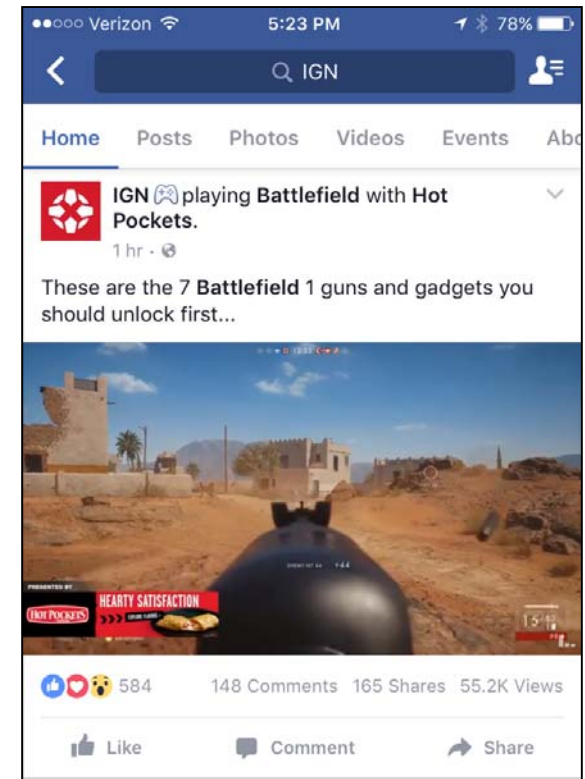 Verizon 5:23 PM 78%
IGN
Home Posts Photos Videos Events Abo
IGN playing Battlefield with Hot
Pockets.
1 hr ·
These are the 7 Battlefield 1 guns and gadgets you
should unlock first...
PRESENTED BY
HOT POCKETS
HEARTY SATISFACTION
15
584 148 Comments 165 Shares 55.2K Views
Like Comment Share